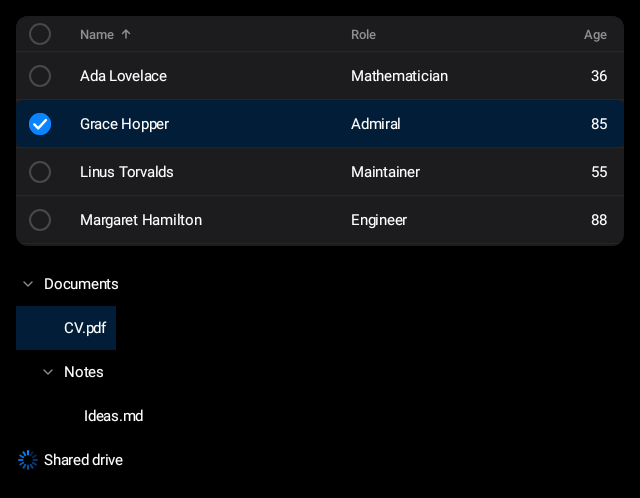 Name ↑ Role Age
Ada Lovelace Mathematician 36
Grace Hopper Admiral 85
Linus Torvalds Maintainer 55
Margaret Hamilton Engineer 88
Documents
CV.pdf
Notes
Ideas.md
Shared drive